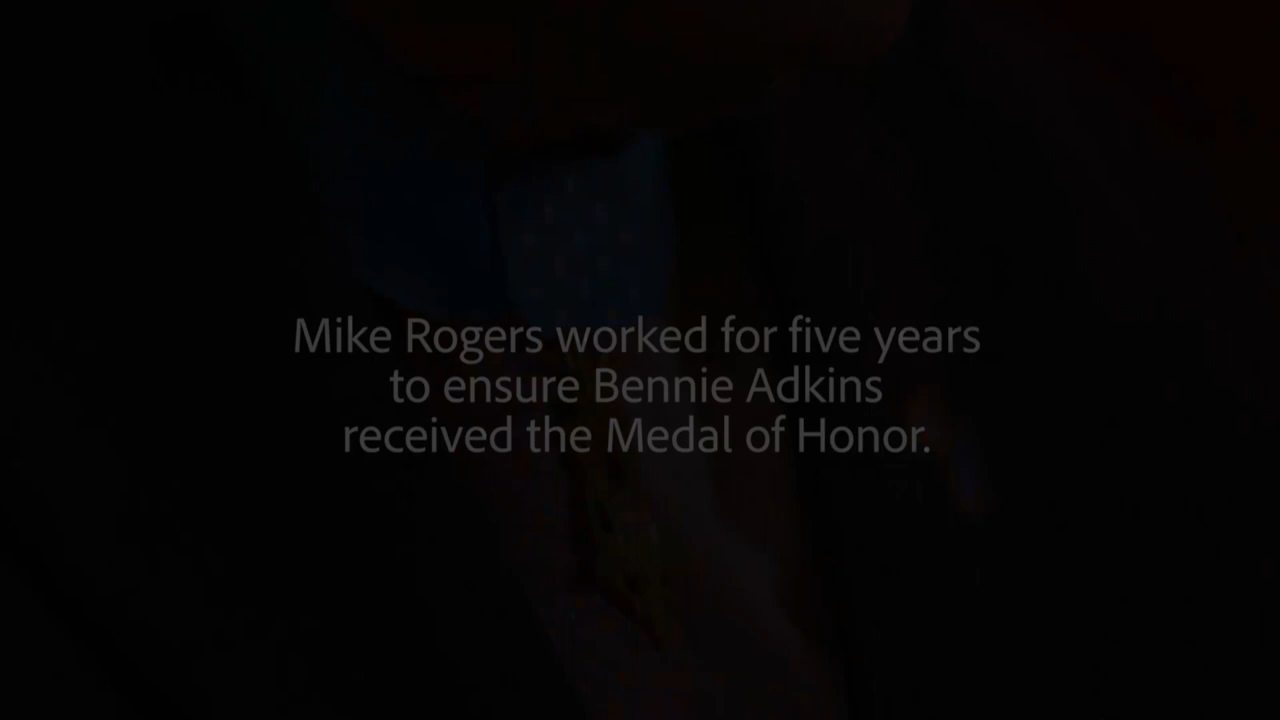 Mike Rogers worked for five years
to ensure Bennie Adkins
received the Medal of Honor.